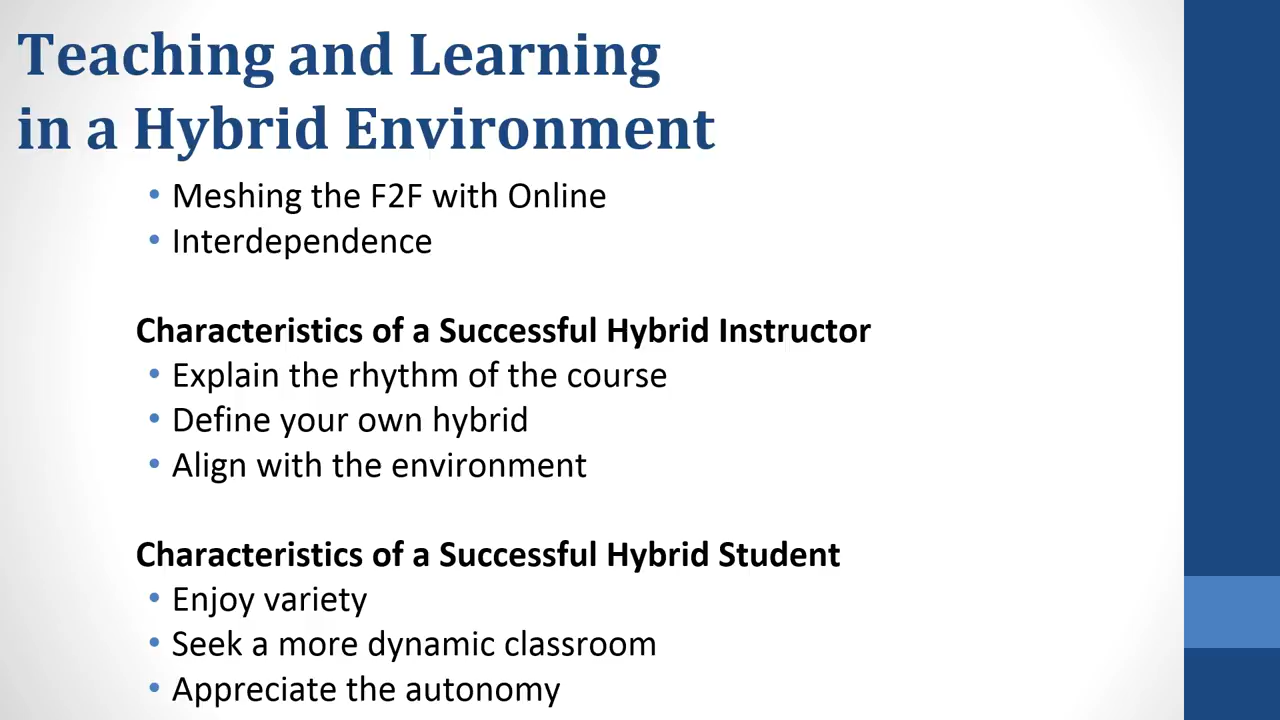 Teaching and Learning
in a Hybrid Environment
• Meshing the F2F with Online
• Interdependence
Characteristics of a Successful Hybrid Instructor
• Explain the rhythm of the course
• Define your own hybrid
• Align with the environment
Characteristics of a Successful Hybrid Student
• Enjoy variety
• Seek a more dynamic classroom
• Appreciate the autonomy